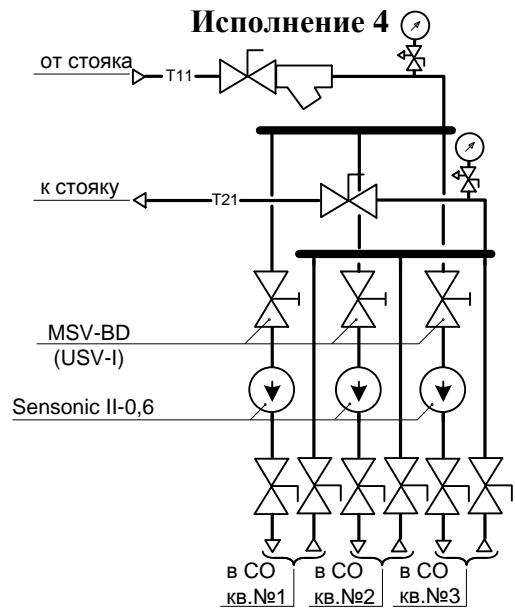 Исполнение 4
от стояка
T11
к стояку
T21
MSV-BD
(USV-I)
Sensonic II-0,6
в СО
кв.№1
в СО
кв.№2
в СО
кв.№3